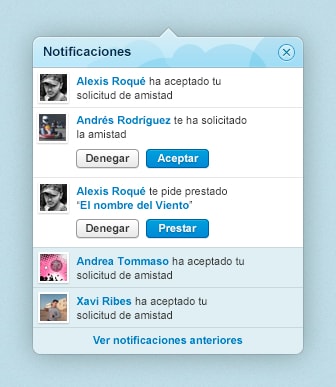 Notificaciones
Alexis Roqué ha aceptado tu
solicitud de amistad
Andrés Rodríguez te ha solicitado
la amistad
Denegar Aceptar
Alexis Roqué te pide prestado
“El nombre del Viento”
Denegar Prestar
Andrea Tommaso ha aceptado tu
solicitud de amistad
Xavi Ribes ha aceptado tu
solicitud de amistad
Ver notificaciones anteriores